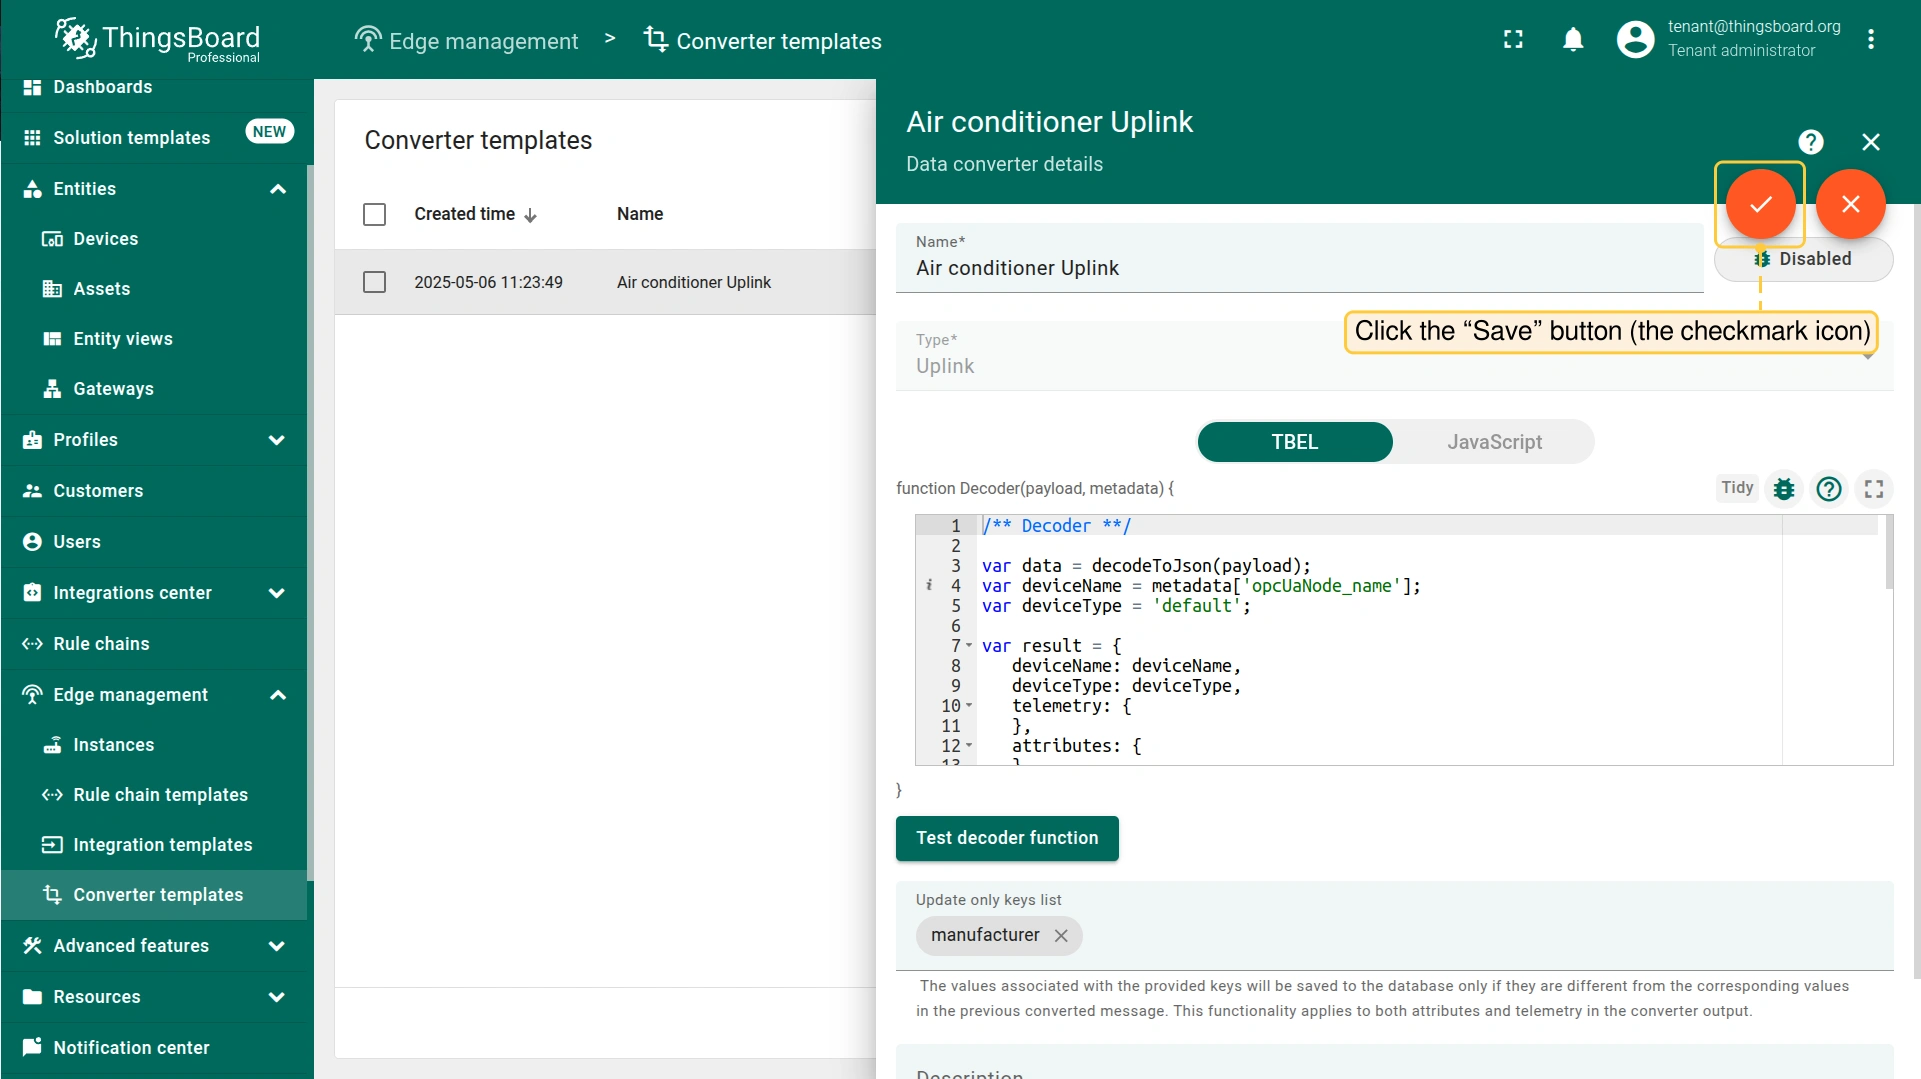 ThingsBoard
Professional
Edge management > Converter templates
tenant@thingsboard.org
Tenant administrator
Dashboards
Solution templates NEW
Entities
Devices
Assets
Entity views
Gateways
Profiles
Customers
Users
Integrations center
Rule chains
Edge management
Instances
Rule chain templates
Integration templates
Converter templates
Advanced features
Resources
Notification center
Converter templates
Created time Name
2025-05-06 11:23:49 Air conditioner Uplink
Air conditioner Uplink
Data converter details
Name*
Air conditioner Uplink
Disabled
Click the “Save” button (the checkmark icon)
Type*
Uplink
TBEL JavaScript
function Decoder(payload, metadata) {
Tidy
1 /** Decoder **/
2
3 var data = decodeToJson(payload);
4 var deviceName = metadata['opcUaNode_name'];
5 var deviceType = 'default';
6
7 var result = {
8 deviceName: deviceName,
9 deviceType: deviceType,
10 telemetry: {
11 },
12 attributes: {
13 }
}
Test decoder function
Update only keys list
manufacturer
The values associated with the provided keys will be saved to the database only if they are different from the corresponding values
in the previous converted message. This functionality applies to both attributes and telemetry in the converter output.
Description